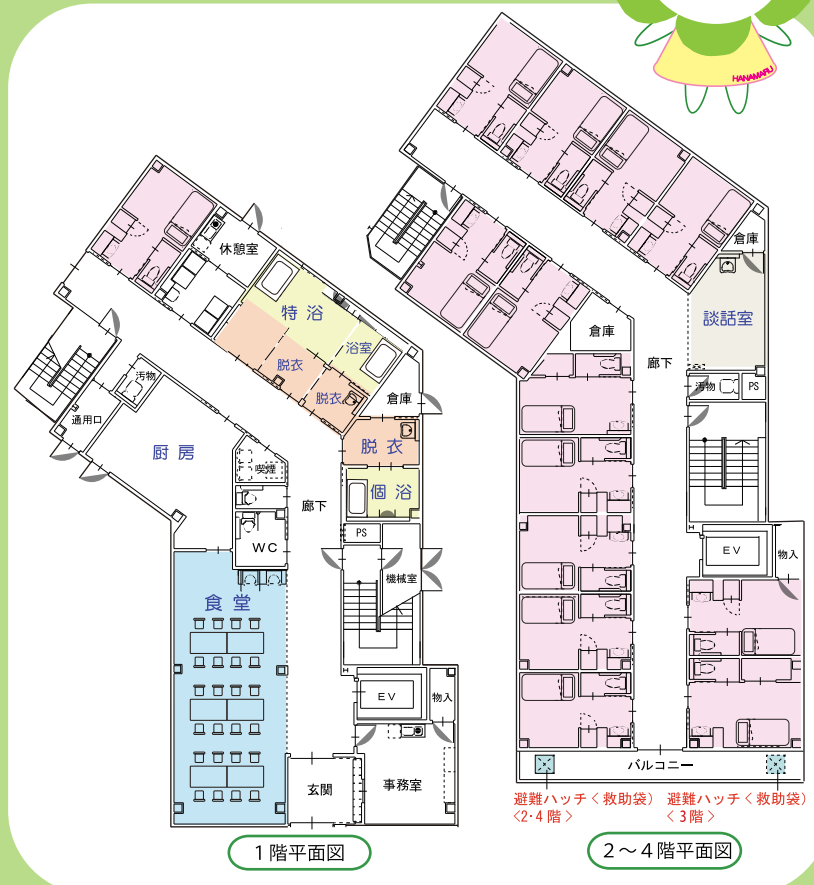 HANAMARU
休憩室
特浴
浴室
脱衣
脱衣
倉庫
汚物
通用口
厨房
脱衣
喫煙
個浴
廊下
WC
PS
機械室
食堂
EV
物入
玄関
事務室
1階平面図
倉庫
談話室
倉庫
廊下
汚物
PS
EV
物入
バルコニー
避難ハッチ<救助袋>
<2・4階>
避難ハッチ<救助袋>
<3階>
2～4階平面図